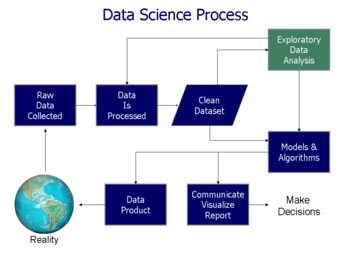 Data Science Process
Exploratory
Data
Analysis
Raw
Data
Collected
Data
Is
Processed
Clean
Dataset
Models &
Algorithms
Data
Product
Communicate
Visualize
Report
Make
Decisions
Reality